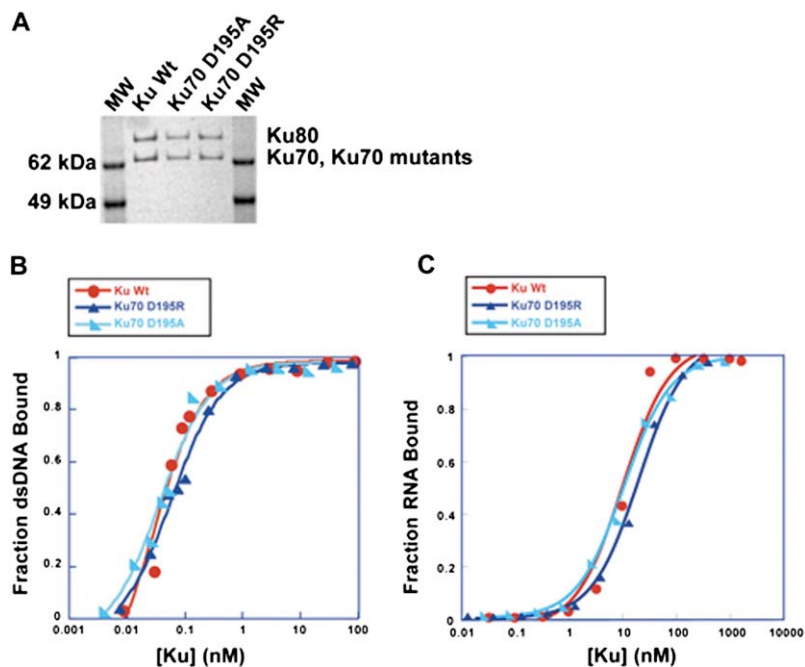 A
MW
Ku Wt
Ku70 D195A
Ku70 D195R
MW
Ku80
62 kDa
Ku70, Ku70 mutants
49 kDa
B
Ku Wt
Ku70 D195R
Ku70 D195A
Fraction dsDNA Bound
1
0.8
0.6
0.4
0.2
0
0.001
0.01
0.1
1
10
100
[Ku] (nM)
C
Ku Wt
Ku70 D195R
Ku70 D195A
Fraction RNA Bound
1
0.8
0.6
0.4
0.2
0
0.01
0.1
1
10
100
1000
10000
[Ku] (nM)